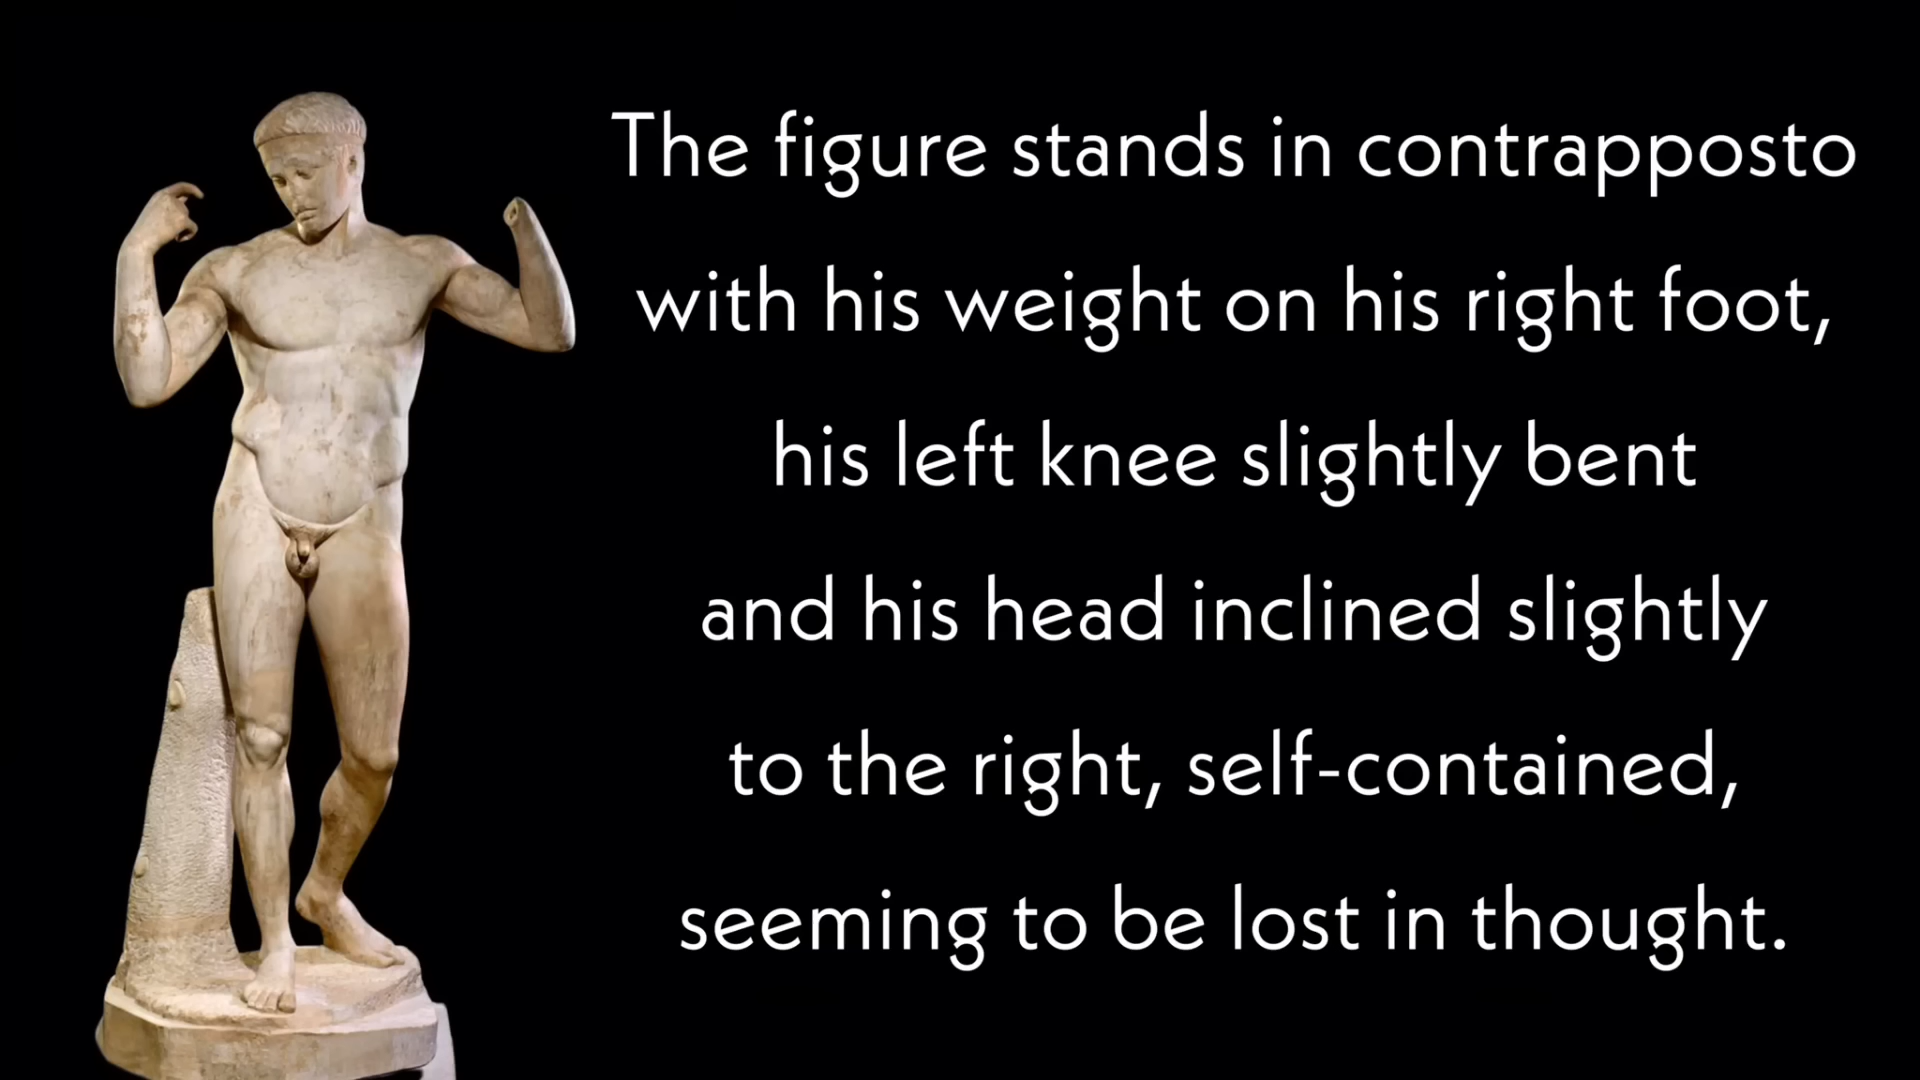 The figure stands in contrapposto
with his weight on his right foot,
his left knee slightly bent
and his head inclined slightly
to the right, self-contained,
seeming to be lost in thought.